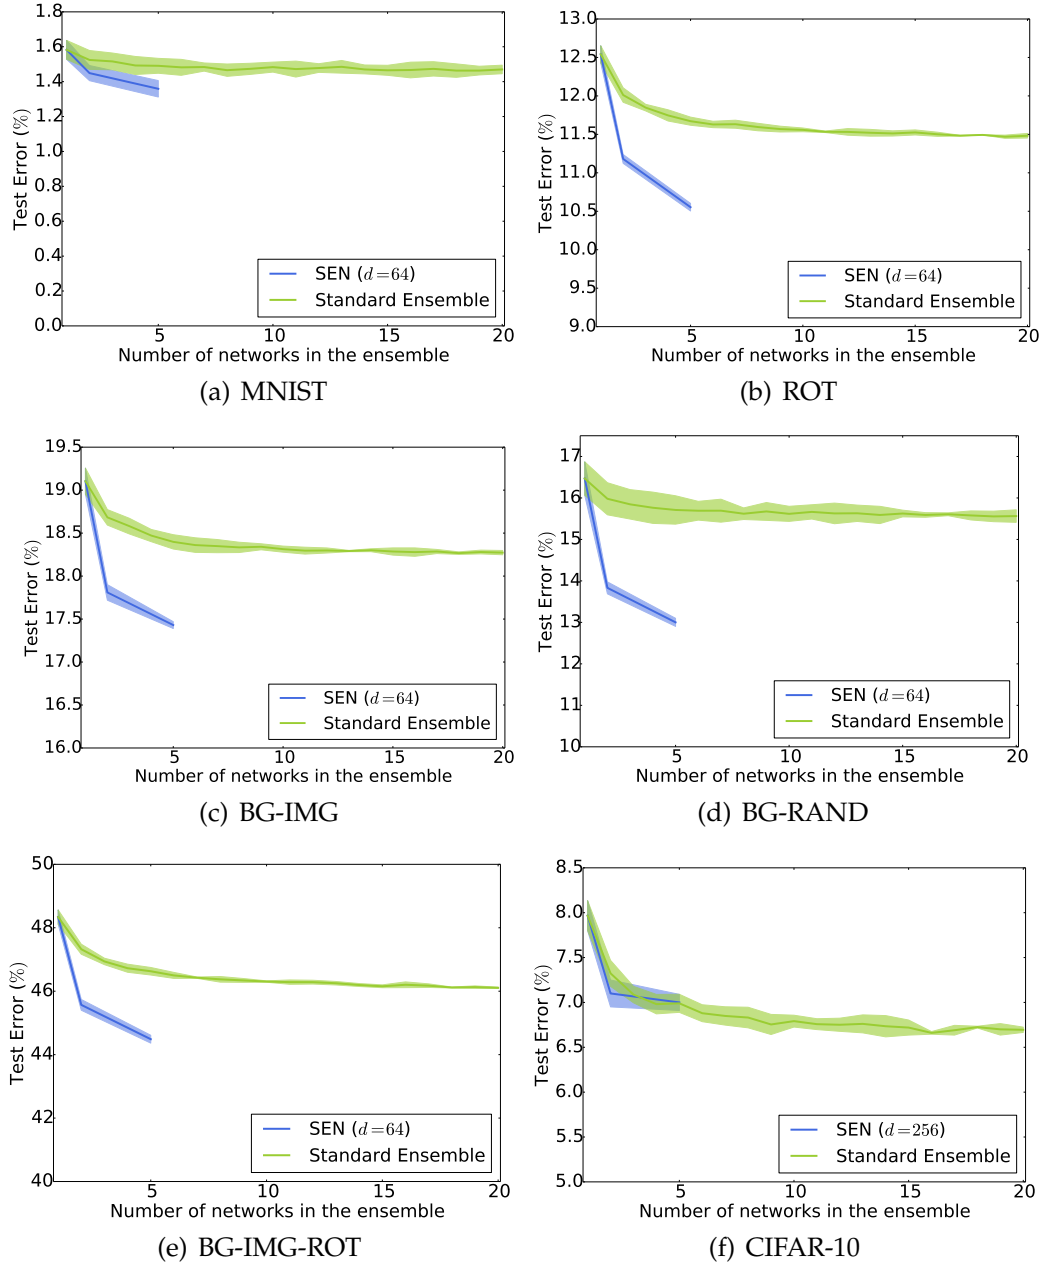 1.8
1.6
1.4
1.2
1.0
0.8
0.6
0.4
0.2
0.0
Test Error (%)
SEN (d=64)
Standard Ensemble
5 10 15 20
Number of networks in the ensemble
(a) MNIST
13.0
12.5
12.0
11.5
11.0
10.5
10.0
9.5
9.0
Test Error (%)
SEN (d=64)
Standard Ensemble
5 10 15 20
Number of networks in the ensemble
(b) ROT
19.5
19.0
18.5
18.0
17.5
17.0
16.5
16.0
Test Error (%)
SEN (d=64)
Standard Ensemble
5 10 15 20
Number of networks in the ensemble
(c) BG-IMG
17
16
15
14
13
12
11
10
Test Error (%)
SEN (d=64)
Standard Ensemble
5 10 15 20
Number of networks in the ensemble
(d) BG-RAND
50
48
46
44
42
40
Test Error (%)
SEN (d=64)
Standard Ensemble
5 10 15 20
Number of networks in the ensemble
(e) BG-IMG-ROT
8.5
8.0
7.5
7.0
6.5
6.0
5.5
5.0
Test Error (%)
SEN (d=256)
Standard Ensemble
5 10 15 20
Number of networks in the ensemble
(f) CIFAR-10